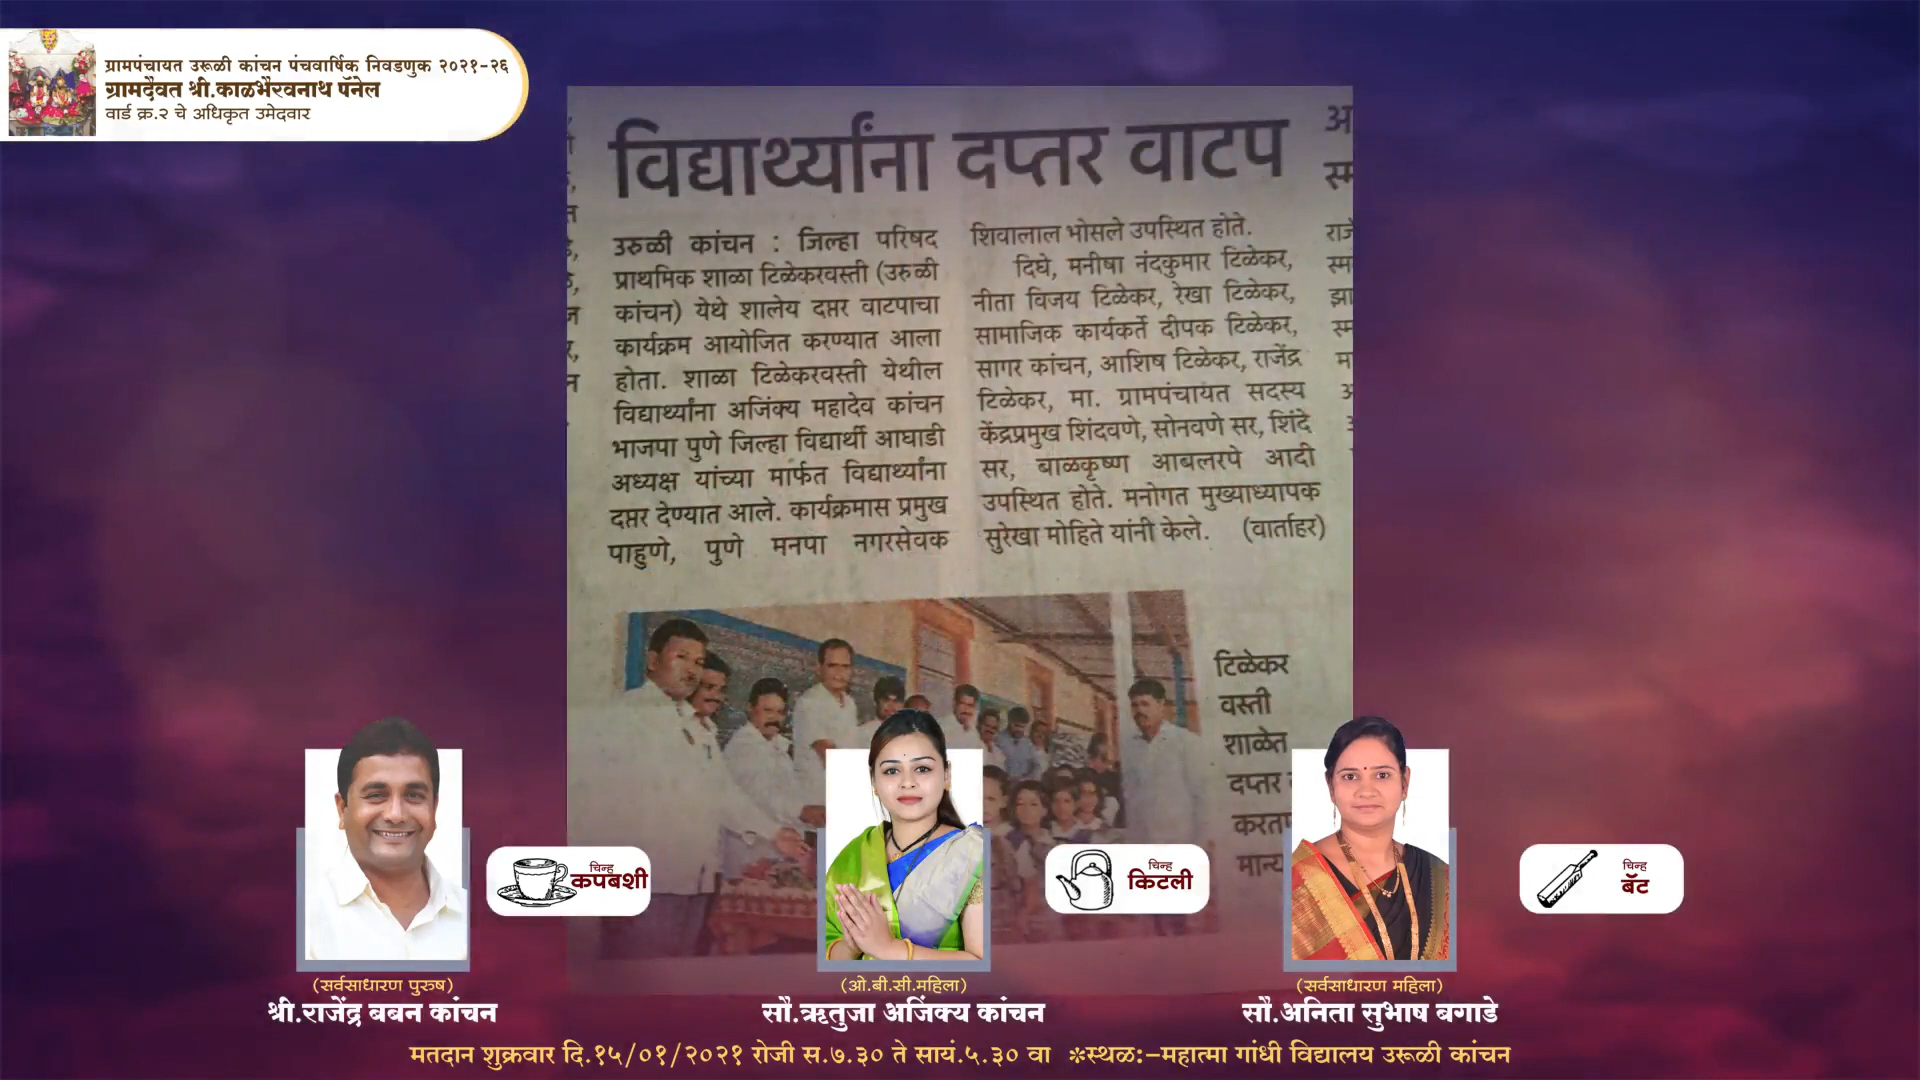 ग्रामपंचायत उरूळी कांचन पंचवार्षिक निवडणुक २०२१-२६
ग्रामदैवत श्री.काळभैरवनाथ पॅनेल
वार्ड क्र.२ चे अधिकृत उमेदवार
विद्यार्थ्यांना दप्तर वाटप
उरुळी कांचन : जिल्हा परिषद
प्राथमिक शाळा टिळेकरवस्ती (उरुळी
कांचन) येथे शालेय दप्तर वाटपाचा
कार्यक्रम आयोजित करण्यात आला
होता. शाळा टिळेकरवस्ती येथील
विद्यार्थ्यांना अजिंक्य महादेव कांचन
भाजपा पुणे जिल्हा विद्यार्थी आघाडी
अध्यक्ष यांच्या मार्फत विद्यार्थ्यांना
दप्तर देण्यात आले. कार्यक्रमास प्रमुख
पाहुणे, पुणे मनपा नगरसेवक
शिवालाल भोसले उपस्थित होते.
दिघे, मनीषा नंदकुमार टिळेकर,
नीता विजय टिळेकर, रेखा टिळेकर,
सामाजिक कार्यकर्ते दीपक टिळेकर,
सागर कांचन, आशिष टिळेकर, राजेंद्र
टिळेकर, मा. ग्रामपंचायत सदस्य
केंद्रप्रमुख शिंदवणे, सोनवणे सर, शिंदे
सर, बाळकृष्ण आबलरपे आदी
उपस्थित होते. मनोगत मुख्याध्यापक
सुरेखा मोहिते यांनी केले. (वार्ताहर)
टिळेकर
वस्ती
शाळेत
दप्तर
चिन्ह
कपबशी
चिन्ह
किटली
चिन्ह
बॅट
(सर्वसाधारण पुरुष)
श्री.राजेंद्र बबन कांचन
(ओ.बी.सी.महिला)
सौ.ऋतुजा अजिंक्य कांचन
(सर्वसाधारण महिला)
सौ.अनिता सुभाष बगाडे
मतदान शुक्रवार दि.१५/०१/२०२१ रोजी स.७.३० ते सायं.५.३० वा ✻स्थळ:–महात्मा गांधी विद्यालय उरूळी कांचन